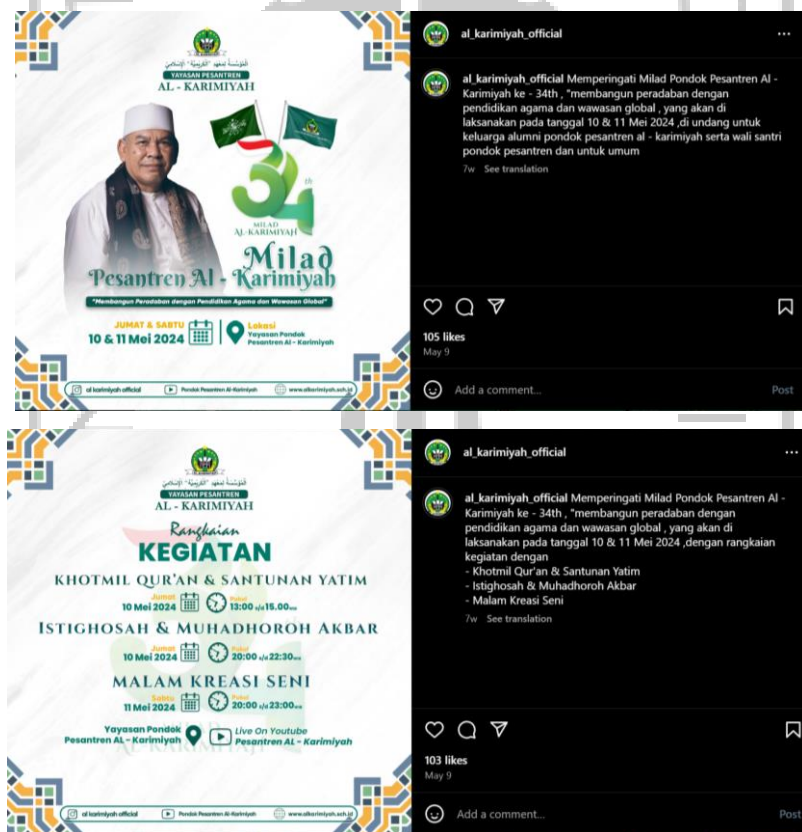 YAYASAN PESANTREN
AL - KARIMIYAH
34 th
MILAD
AL-KARIMIYAH
Milad
Pesantren Al - Karimiyah
"Membangun Peradaban dengan Pendidikan Agama dan Wawasan Global"
JUMAT & SABTU
10 & 11 Mei 2024
Lokasi
Yayasan Pondok
Pesantren Al - Karimiyah
al karimiyah official
Pondok Pesantren Al-Karimiyah
www.alkarimiyah.sch.id
al_karimiyah_official
al_karimiyah_official Memperingati Milad Pondok Pesantren Al -
Karimiyah ke - 34th , "membangun peradaban dengan
pendidikan agama dan wawasan global , yang akan di
laksanakan pada tanggal 10 & 11 Mei 2024 ,di undang untuk
keluarga alumni pondok pesantren al - karimiyah serta wali santri
pondok pesantren dan untuk umum
7w See translation
105 likes
May 9
Add a comment...
Post
YAYASAN PESANTREN
AL - KARIMIYAH
Rangkaian
KEGIATAN
KHOTMIL QUR'AN & SANTUNAN YATIM
Jumat
10 Mei 2024
Pukul
13:00 s/d 15.00
ISTIGHOSAH & MUHADHOROH AKBAR
Jumat
10 Mei 2024
Pukul
20:00 s/d 22:30
MALAM KREASI SENI
Sabtu
11 Mei 2024
Pukul
20:00 s/d 23:00
Yayasan Pondok
Pesantren AL - Karimiyah
Live On Youtube
Pesantren AL - Karimiyah
al karimiyah official
Pondok Pesantren Al-Karimiyah
www.alkarimiyah.sch.id
al_karimiyah_official
al_karimiyah_official Memperingati Milad Pondok Pesantren Al -
Karimiyah ke - 34th , "membangun peradaban dengan
pendidikan agama dan wawasan global , yang akan di
laksanakan pada tanggal 10 & 11 Mei 2024 ,dengan rangkaian
kegiatan dengan
- Khotmil Qur'an & Santunan Yatim
- Istighosah & Muhadhoroh Akbar
- Malam Kreasi Seni
7w See translation
103 likes
May 9
Add a comment...
Post